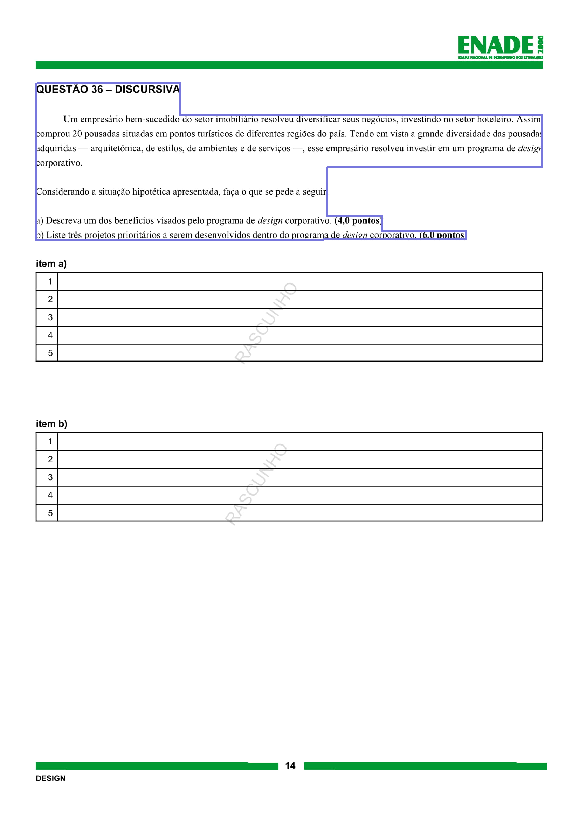 ENADE 2006
EXAME NACIONAL DE DESEMPENHO DOS ESTUDANTES
QUESTÃO 36 – DISCURSIVA
Um empresário bem-sucedido do setor imobiliário resolveu diversificar seus negócios, investindo no setor hoteleiro. Assim,
comprou 20 pousadas situadas em pontos turísticos de diferentes regiões do país. Tendo em vista a grande diversidade das pousadas
adquiridas — arquitetônica, de estilos, de ambientes e de serviços —, esse empresário resolveu investir em um programa de design
corporativo.
Considerando a situação hipotética apresentada, faça o que se pede a seguir.
a) Descreva um dos benefícios visados pelo programa de design corporativo. (4,0 pontos)
b) Liste três projetos prioritários a serem desenvolvidos dentro do programa de design corporativo. (6,0 pontos)
item a)
1
2
3
4
5
RASCUNHO
item b)
1
2
3
4
5
RASCUNHO
14
DESIGN